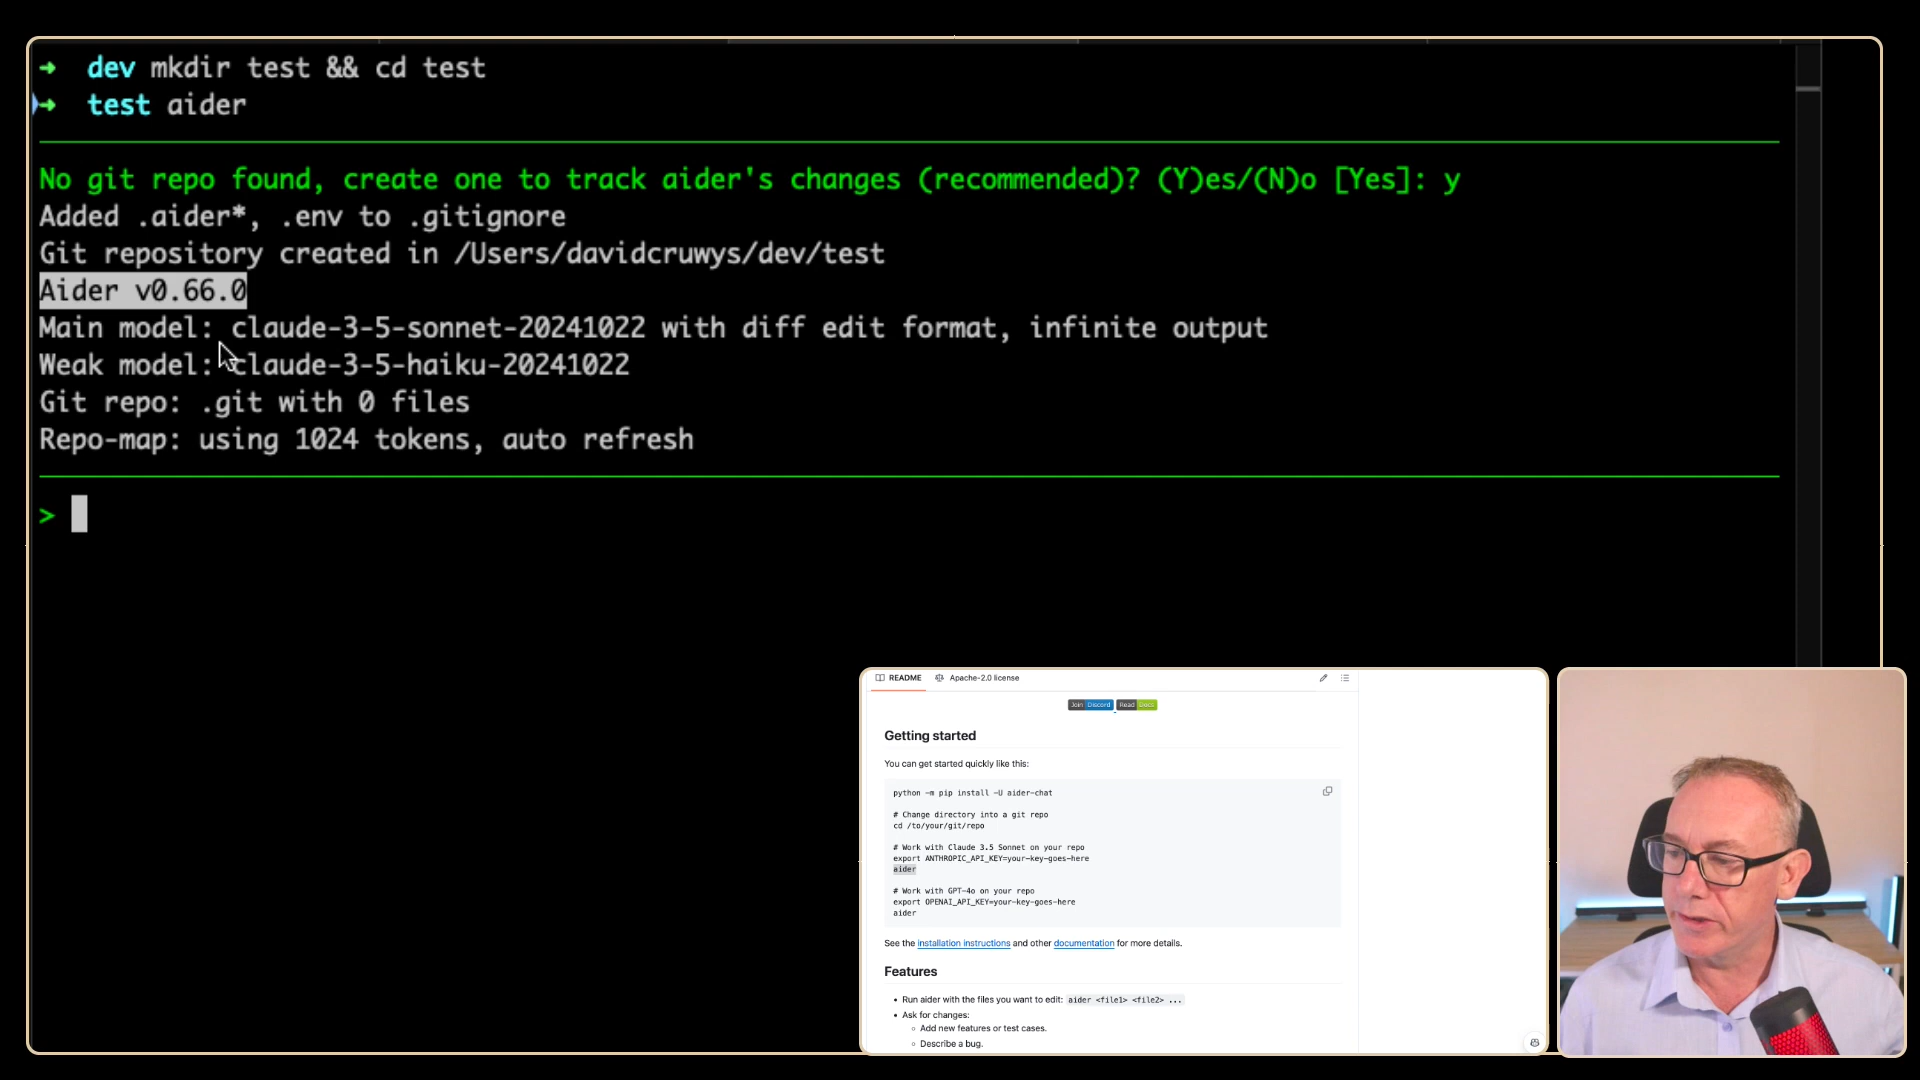 → dev mkdir test && cd test
→ test aider
No git repo found, create one to track aider's changes (recommended)? (Y)es/(N)o [Yes]: y
Added .aider*, .env to .gitignore
Git repository created in /Users/davidcruwys/dev/test
Aider v0.66.0
Main model: claude-3-5-sonnet-20241022 with diff edit format, infinite output
Weak model: claude-3-5-haiku-20241022
Git repo: .git with 0 files
Repo-map: using 1024 tokens, auto refresh
>
README Apache-2.0 license
Join Discord Read Docs
Getting started
You can get started quickly like this:
python -m pip install -U aider-chat
# Change directory into a git repo
cd /to/your/git/repo
# Work with Claude 3.5 Sonnet on your repo
export ANTHROPIC_API_KEY=your-key-goes-here
aider
# Work with GPT-4o on your repo
export OPENAI_API_KEY=your-key-goes-here
aider
See the installation instructions and other documentation for more details.
Features
• Run aider with the files you want to edit: aider <file1> <file2> ...
• Ask for changes:
◦ Add new features or test cases.
◦ Describe a bug.